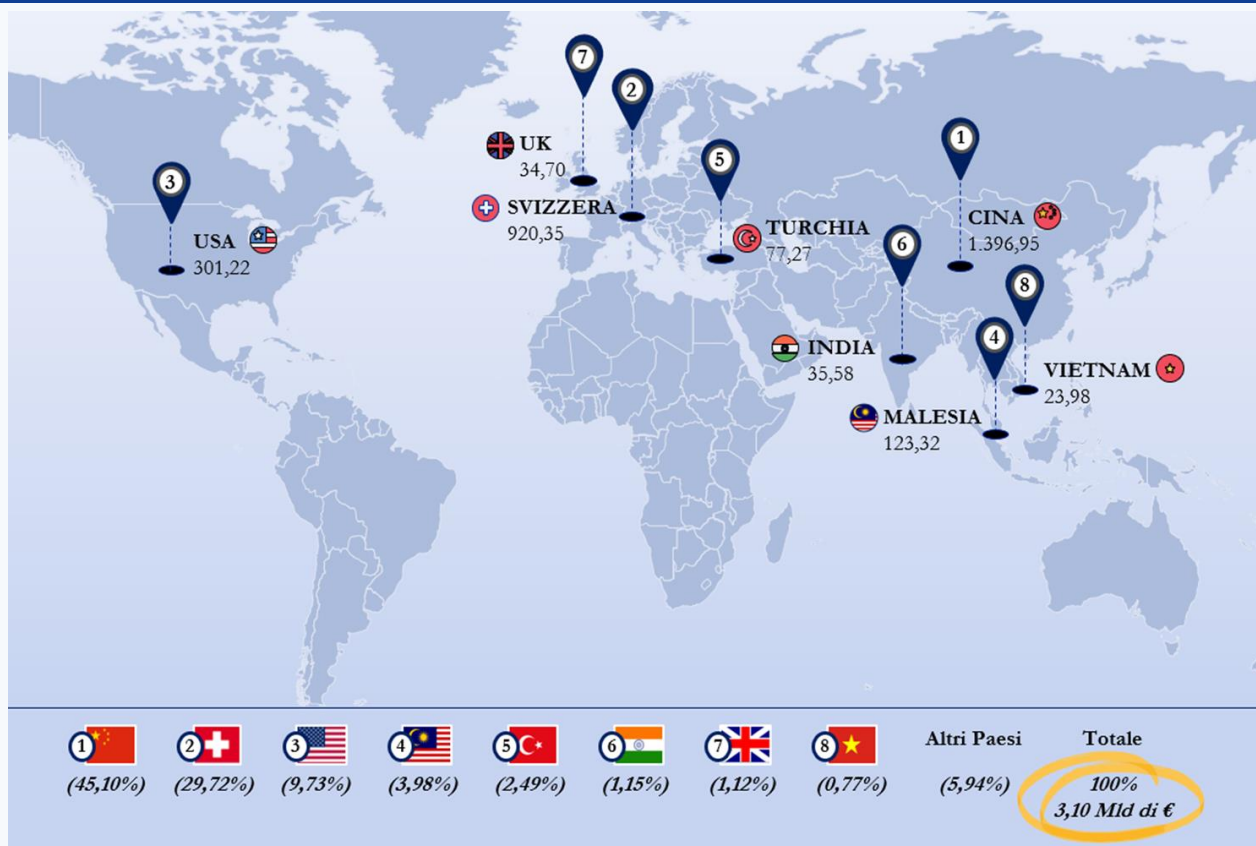 7
2
1
UK
34,70
5
3
SVIZZERA
920,35
CINA
1.396,95
TURCHIA
77,27
6
USA
301,22
8
4
INDIA
35,58
VIETNAM
23,98
MALESIA
123,32
1 2 3 4 5 6 7 8 Altri Paesi Totale
(45,10%) (29,72%) (9,73%) (3,98%) (2,49%) (1,15%) (1,12%) (0,77%) (5,94%) 100%
3,10 Mld di €